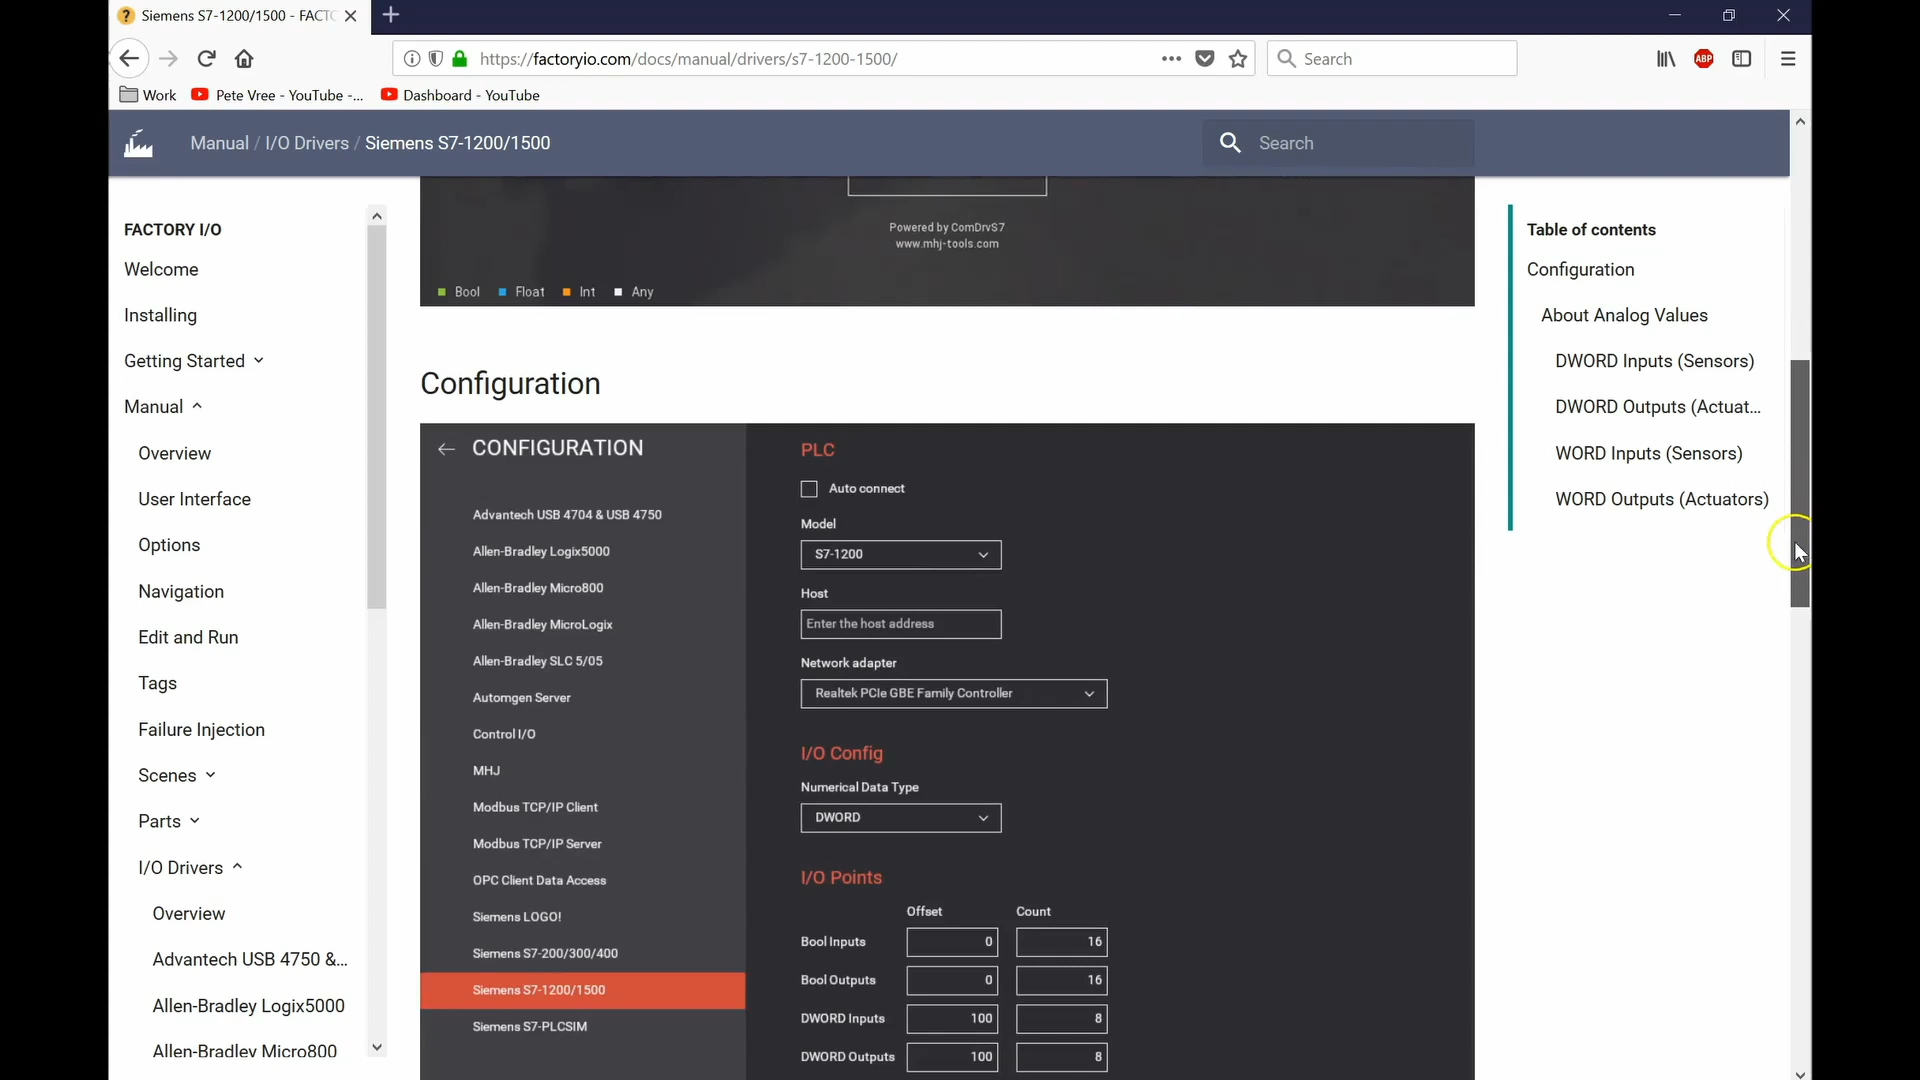 Siemens S7-1200/1500 - FACTO
https://factoryio.com/docs/manual/drivers/s7-1200-1500/
Search
ABP
Work
Pete Vree - YouTube -...
Dashboard - YouTube
Manual / I/O Drivers / Siemens S7-1200/1500
Search
FACTORY I/O
Welcome
Installing
Getting Started
Manual
Overview
User Interface
Options
Navigation
Edit and Run
Tags
Failure Injection
Scenes
Parts
I/O Drivers
Overview
Advantech USB 4750 &...
Allen-Bradley Logix5000
Allen-Bradley Micro800
Powered by ComDrvS7
www.mhj-tools.com
Bool Float Int Any
Configuration
CONFIGURATION
Advantech USB 4704 & USB 4750
Allen-Bradley Logix5000
Allen-Bradley Micro800
Allen-Bradley MicroLogix
Allen-Bradley SLC 5/05
Automgen Server
Control I/O
MHJ
Modbus TCP/IP Client
Modbus TCP/IP Server
OPC Client Data Access
Siemens LOGO!
Siemens S7-200/300/400
Siemens S7-1200/1500
Siemens S7-PLCSIM
PLC
Auto connect
Model
S7-1200
Host
Enter the host address
Network adapter
Realtek PCIe GBE Family Controller
I/O Config
Numerical Data Type
DWORD
I/O Points
Offset Count
Bool Inputs 0 16
Bool Outputs 0 16
DWORD Inputs 100 8
DWORD Outputs 100 8
Table of contents
Configuration
About Analog Values
DWORD Inputs (Sensors)
DWORD Outputs (Actuat...
WORD Inputs (Sensors)
WORD Outputs (Actuators)